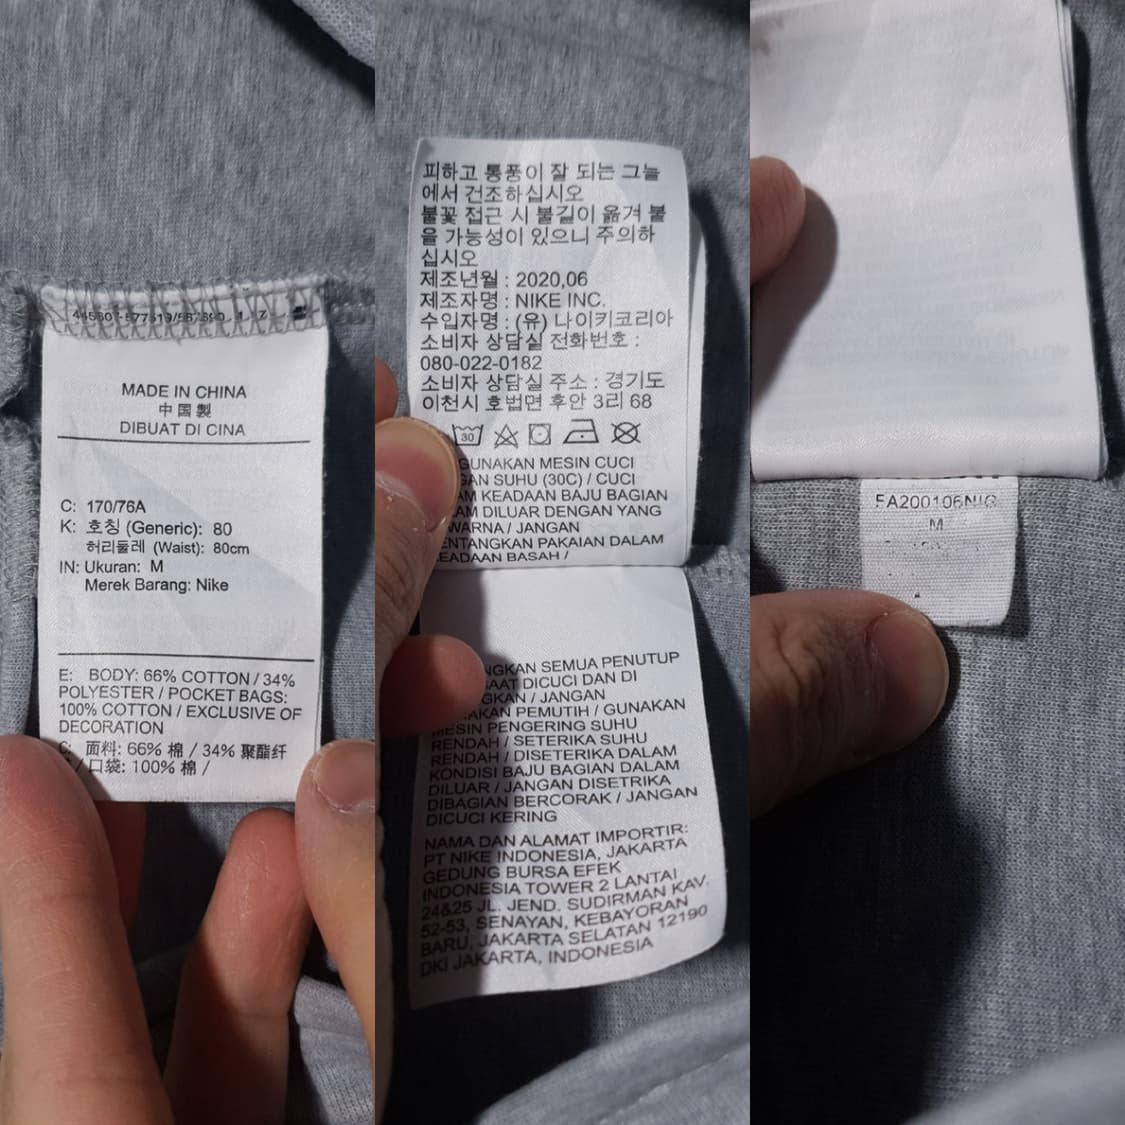 MADE IN CHINA
中国製
DIBUAT DI CINA
C: 170/76A
K: 호칭 (Generic): 80
허리둘레 (Waist): 80cm
IN: Ukuran: M
Merek Barang: Nike
E: BODY: 66% COTTON / 34%
POLYESTER / POCKET BAGS:
100% COTTON / EXCLUSIVE OF
DECORATION
C: 面料: 66% 棉 / 34% 聚酯纤
/ 口袋: 100% 棉 /
피하고 통풍이 잘 되는 그늘
에서 건조하십시오
불꽃 접근 시 불길이 옮겨 붙
을 가능성이 있으니 주의하
십시오
제조년월 : 2020,06
제조자명 : NIKE INC.
수입자명 : (유) 나이키코리아
소비자 상담실 전화번호 :
080-022-0182
소비자 상담실 주소 : 경기도
이천시 호법면 후안 3리 68
30
GUNAKAN MESIN CUCI
SUHU (30C) / CUCI
KEADAAN BAJU BAGIAN
DILUAR DENGAN YANG
WARNA / JANGAN
PAKAIAN DALAM
KEADAAN BASAH /
SEMUA PENUTUP
SAAT DICUCI DAN DI
/ JANGAN
PEMUTIH / GUNAKAN
MESIN PENGERING SUHU
RENDAH / SETERIKA SUHU
RENDAH / DISETERIKA DALAM
KONDISI BAJU BAGIAN DALAM
DILUAR / JANGAN DISETRIKA
DIBAGIAN BERCORAK / JANGAN
DICUCI KERING
NAMA DAN ALAMAT IMPORTIR:
PT NIKE INDONESIA, JAKARTA
GEDUNG BURSA EFEK
INDONESIA TOWER 2 LANTAI
24&25 JL. JEND. SUDIRMAN KAV.
52-53, SENAYAN, KEBAYORAN
BARU, JAKARTA SELATAN 12190
DKI JAKARTA, INDONESIA
FA200106NIG
M